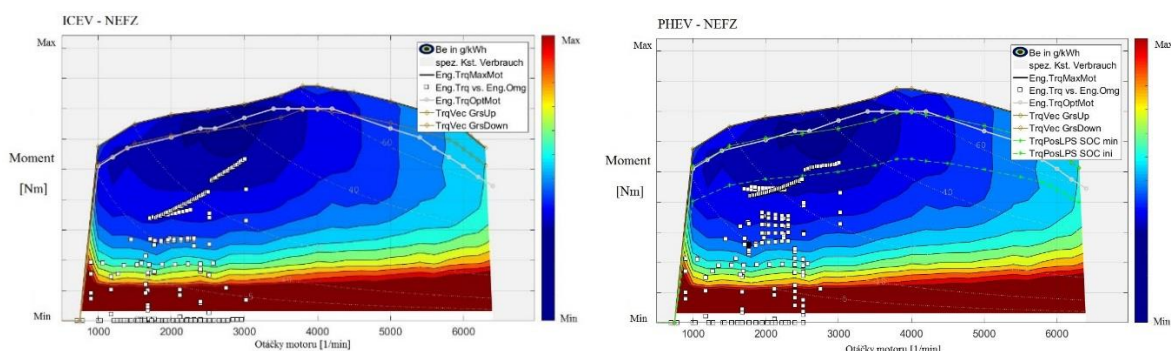 ICEV - NEFZ
Max
Be in g/kWh
spez. Kst. Verbrauch
Eng.TrqMaxMot
Eng.Trq vs. Eng.Omg
Eng.TrqOptMot
TrqVec GrsUp
TrqVec GrsDown
Moment
[Nm]
60
40
Min
1000 2000 3000 4000 5000 6000
Otáčky motoru [1/min]
Max
Min
PHEV - NEFZ
Max
Be in g/kWh
spez. Kst. Verbrauch
Eng.TrqMaxMot
Eng.Trq vs. Eng.Omg
Eng.TrqOptMot
TrqVec GrsUp
TrqVec GrsDown
TrqPosLPS SOC min
TrqPosLPS SOC ini
Moment
[Nm]
60
40
Min
1000 2000 3000 4000 5000 6000
Otáčky motoru [1/min]
Max
Min